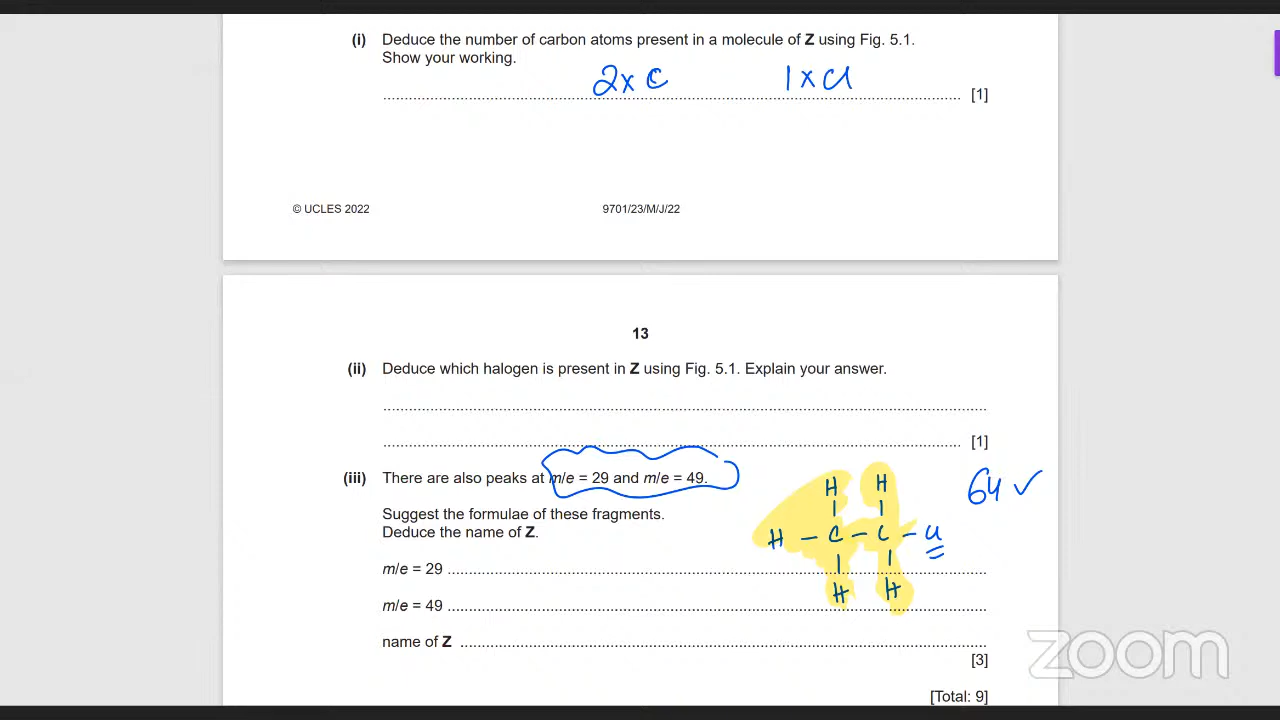 (i) Deduce the number of carbon atoms present in a molecule of Z using Fig. 5.1.
Show your working.
2 x C 1 x Cl
[1]
© UCLES 2022 9701/23/M/J/22
13
(ii) Deduce which halogen is present in Z using Fig. 5.1. Explain your answer.
[1]
(iii) There are also peaks at m/e = 29 and m/e = 49.
Suggest the formulae of these fragments.
Deduce the name of Z.
m/e = 29
m/e = 49
name of Z
[3]
[Total: 9]
H H
H - C - C - Cl
H H
64 ✓
zoom